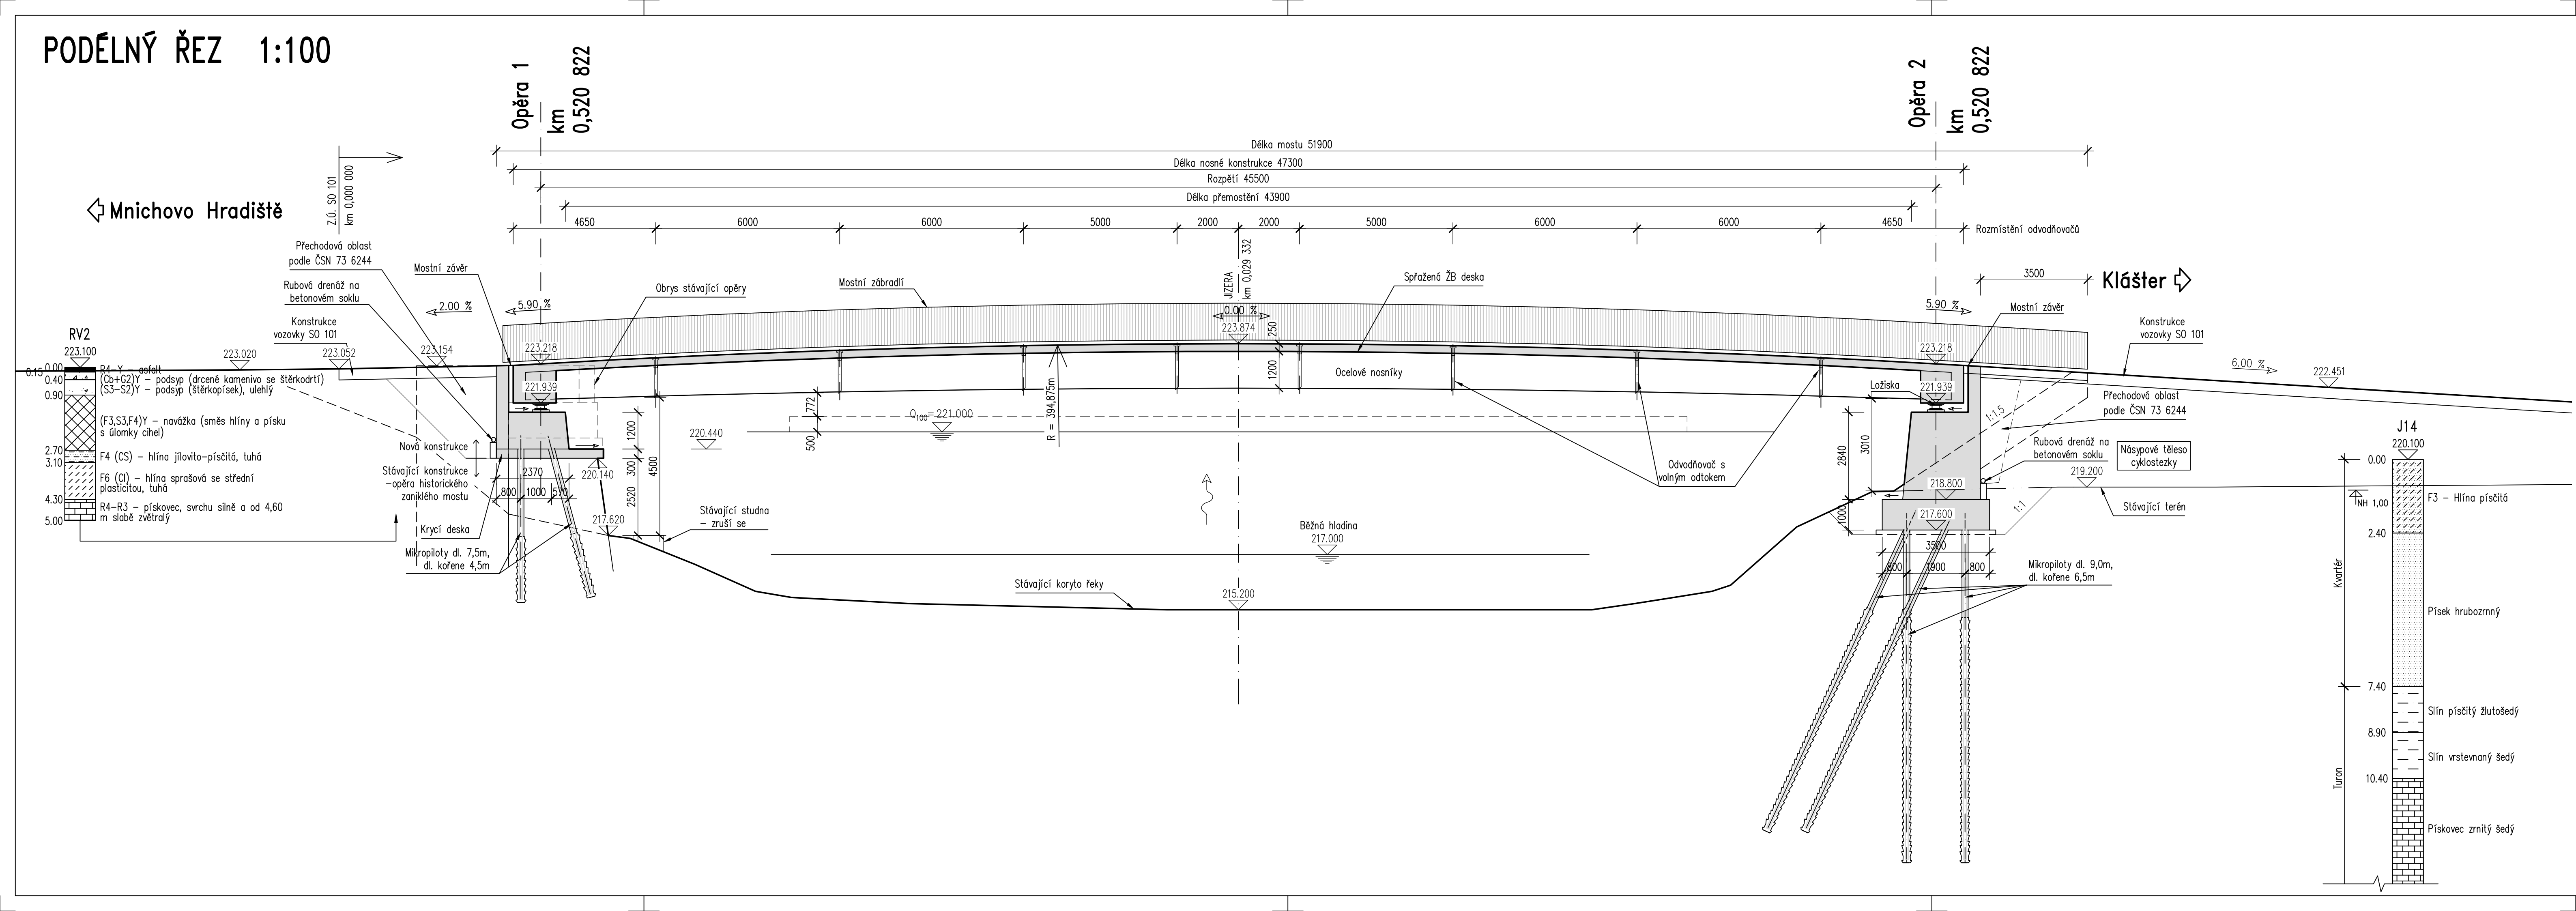 PODÉLNÝ ŘEZ 1:100
Opěra 1
km
0,520 822
Opěra 2
km
0,520 822
Délka mostu 51900
Délka nosné konstrukce 47300
Rozpětí 45500
Délka přemostění 43900
4650 6000 6000 5000 2000 2000 5000 6000 6000 4650
Rozmístění odvodňovačů
Z.Ú. SO 101
km 0,000 000
Mnichovo Hradiště
Klášter
3500
Přechodová oblast
podle ČSN 73 6244
Mostní závěr
Rubová drenáž na
betonovém soklu
Konstrukce
vozovky SO 101
2.00 %
5.90 %
Obrys stávající opěry
Mostní zábradlí
JIZERA
km 0,029 332
0.00 %
223.874
250
1200
Spřažená ŽB deska
5.90 %
Mostní závěr
Konstrukce
vozovky SO 101
6.00 %
222.451
RV2
223.100
223.020
223.052
223.154
223.218
221.939
0.00
0.15
0.40
0.90
2.70
3.10
4.30
5.00
R4-Y - asfalt
(Cb+G2)Y - podsyp (drcené kamenivo se štěrkodrtí)
(S3-S2)Y - podsyp (štěrkopísek), ulehlý
(F3,S3,F4)Y - navážka (směs hlíny a písku
s úlomky cihel)
F4 (CS) - hlína jílovito-písčitá, tuhá
F6 (CI) - hlína sprašová se střední
plasticitou, tuhá
R4-R3 - pískovec, svrchu silně a od 4,60
m slabě zvětralý
Nová konstrukce
Stávající konstrukce
-opěra historického
zaniklého mostu
Krycí deska
Mikropiloty dl. 7,5m,
dl. kořene 4,5m
2370
800 1000 570
220.140
217.620
1200
300
2520
4500
220.440
772
500
Q100= 221.000
R = 394,875m
Stávající studna
- zruší se
Ocelové nosníky
Odvodňovač s
volným odtokem
Běžná hladina
217.000
Stávající koryto řeky
215.200
223.218
Ložiska
221.939
2840
3010
1000
218.800
217.600
3500
800 1900 800
1:1.5
1:1
Přechodová oblast
podle ČSN 73 6244
Rubová drenáž na
betonovém soklu
Násypové těleso
cyklostezky
219.200
Stávající terén
Mikropiloty dl. 9,0m,
dl. kořene 6,5m
J14
220.100
0.00
NH 1,00
2.40
7.40
8.90
10.40
F3 - Hlína písčitá
Písek hrubozrnný
Slín písčitý žlutošedý
Slín vrstevnaný šedý
Pískovec zrnitý šedý
Kvartér
Turon